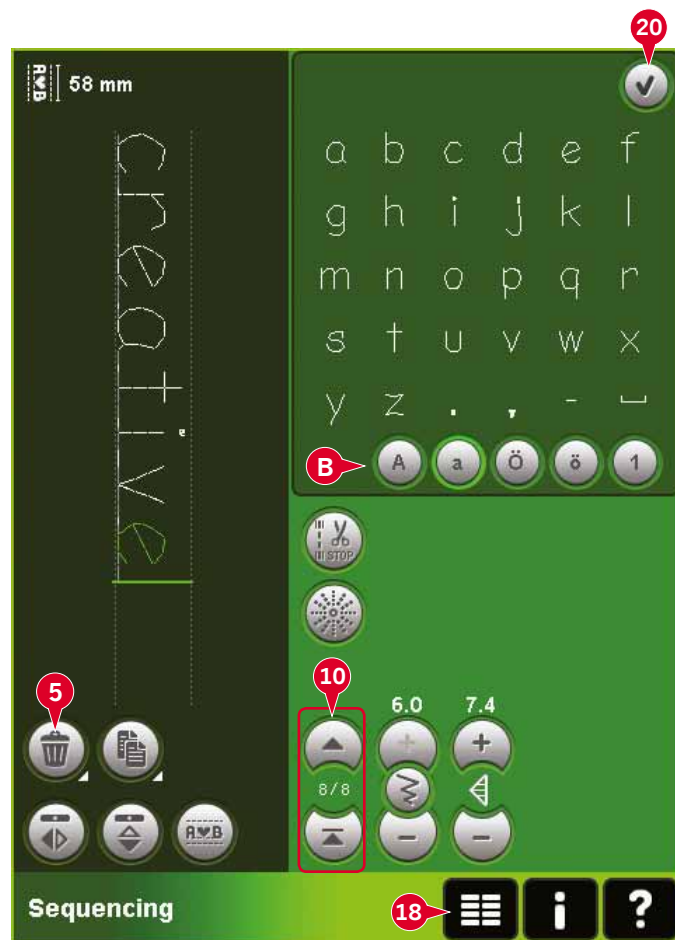 20
A♥B 58 mm
creative
a b c d e f
g h i j k l
m n o p q r
s t u v w x
y z . , - ⎵
B
A a Ö ö 1
STOP
5
10
6.0 7.4
+ +
8/8
A♥B
- -
Sequencing
18
i ?